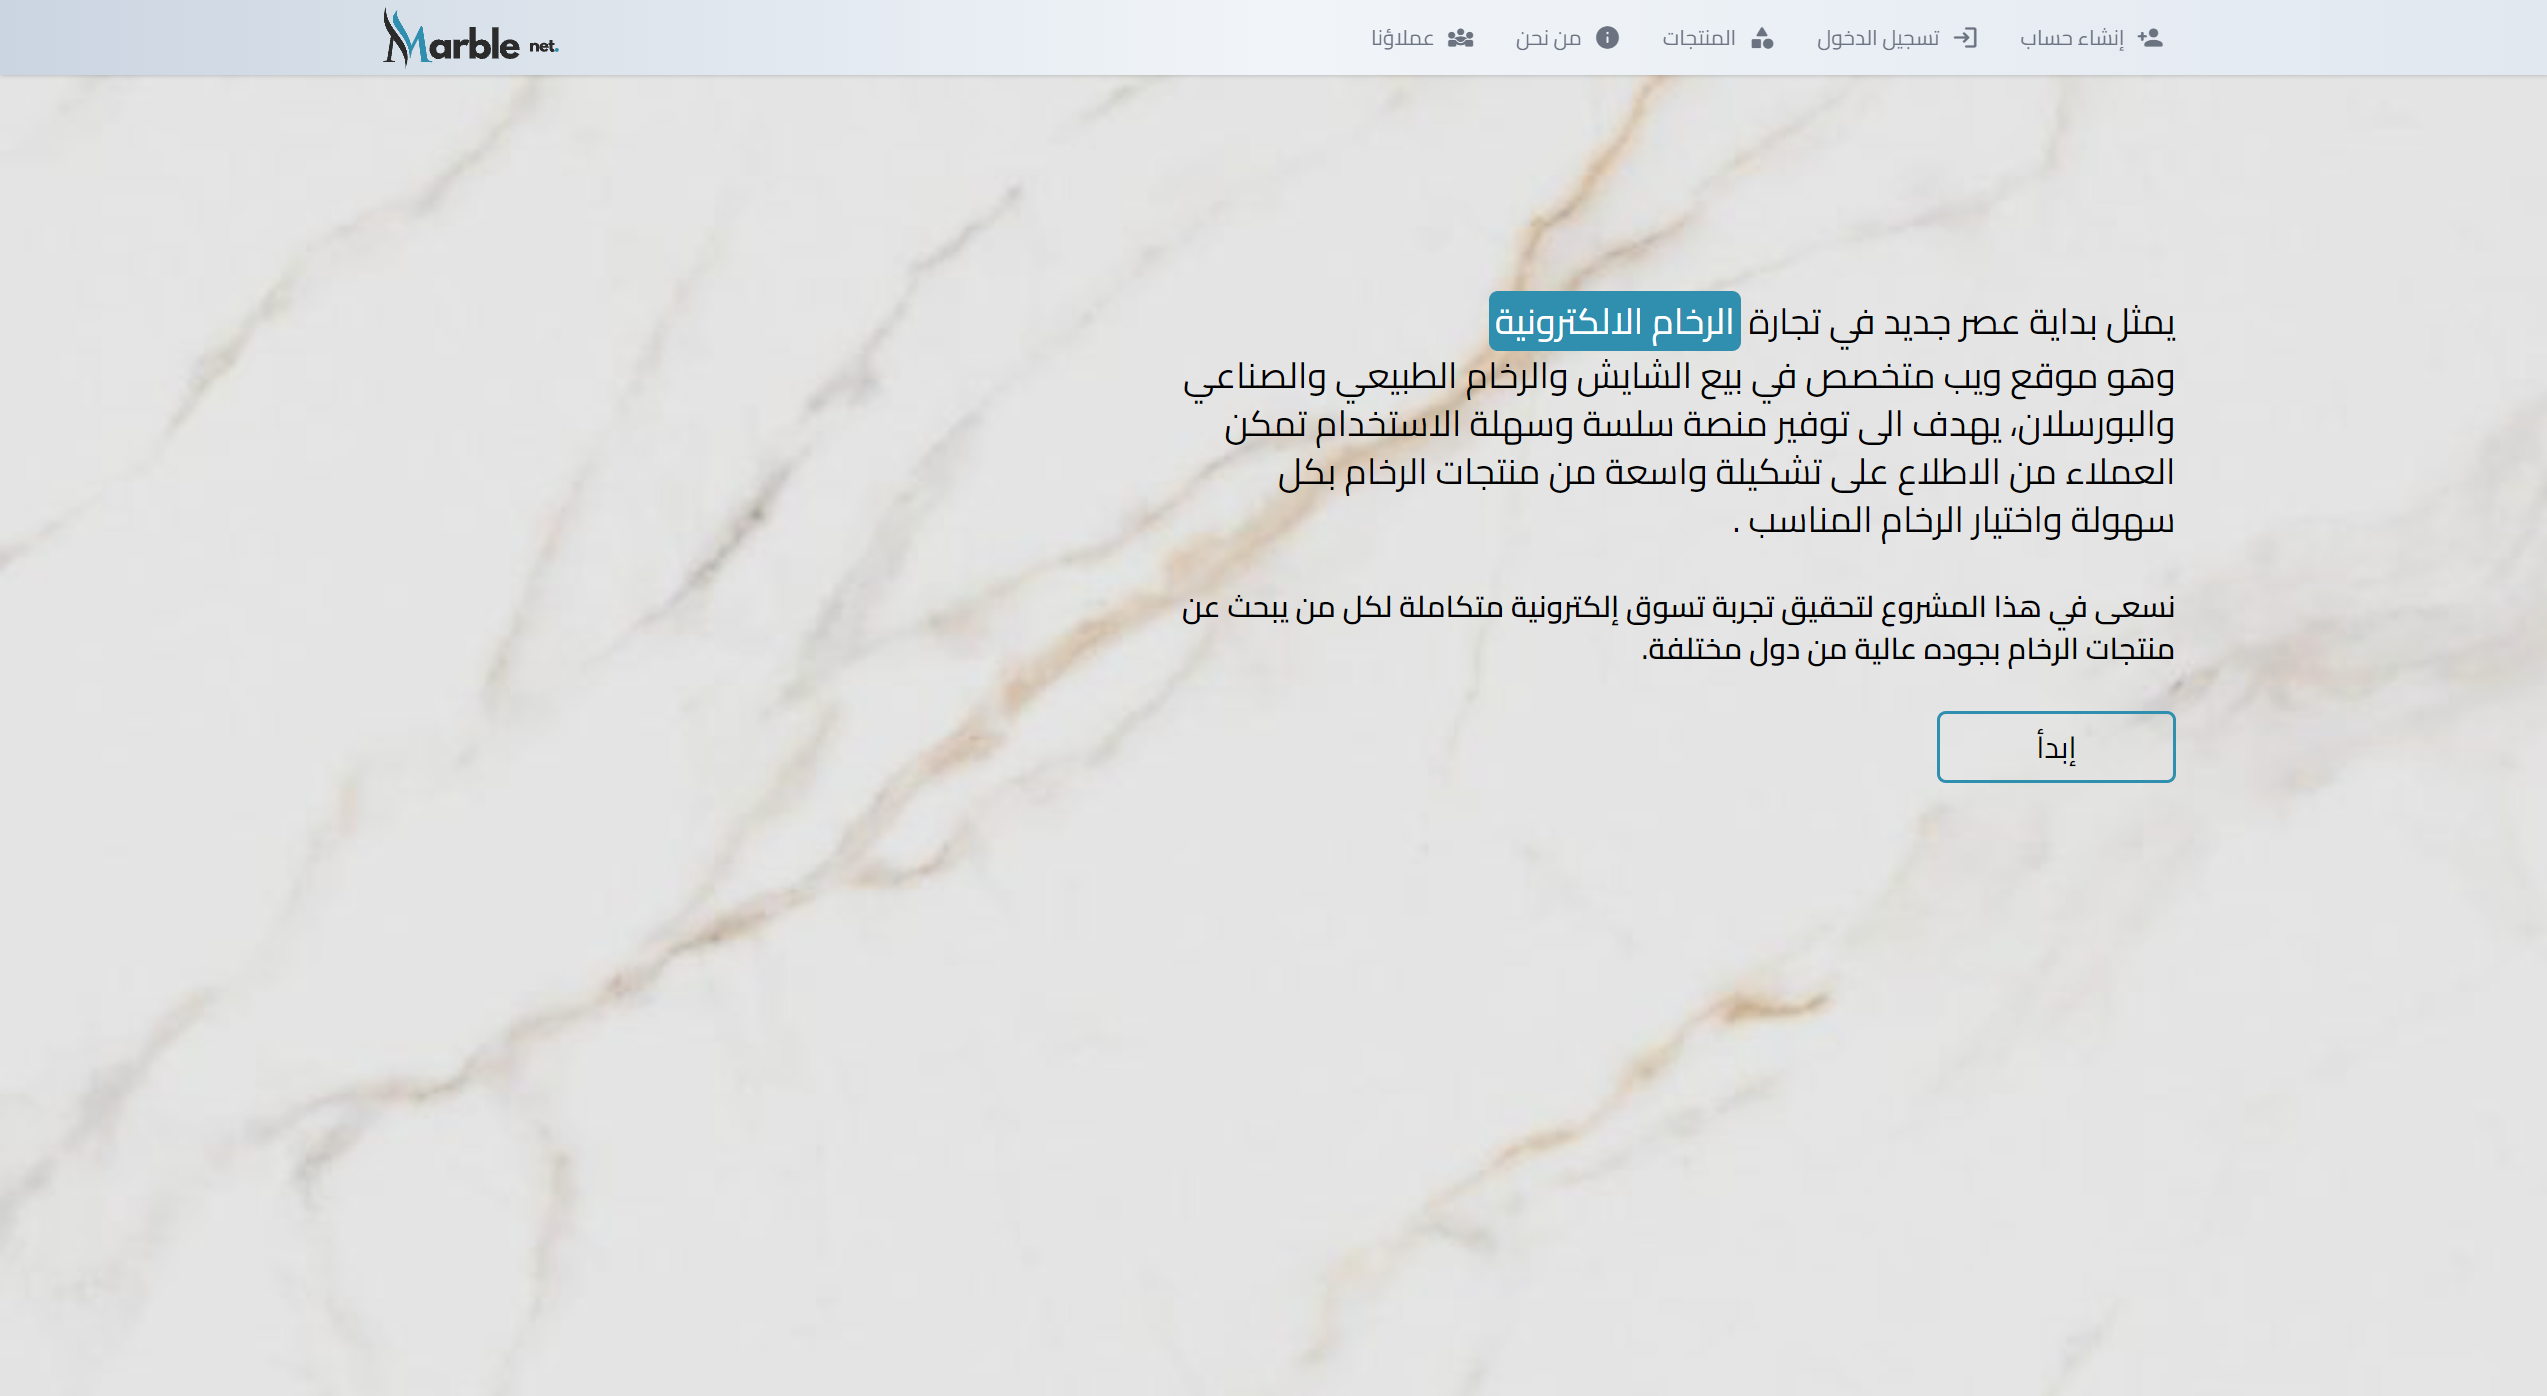 إنشاء حساب
تسجيل الدخول
المنتجات
من نحن
عملاؤنا
Marble net.
يمثل بداية عصر جديد في تجارة الرخام الالكترونية
وهو موقع ويب متخصص في بيع الشايش والرخام الطبيعي والصناعي
والبورسلان، يهدف الى توفير منصة سلسة وسهلة الاستخدام تمكن
العملاء من الاطلاع على تشكيلة واسعة من منتجات الرخام بكل
سهولة واختيار الرخام المناسب .
نسعى في هذا المشروع لتحقيق تجربة تسوق إلكترونية متكاملة لكل من يبحث عن
منتجات الرخام بجوده عالية من دول مختلفة.
إبدأ